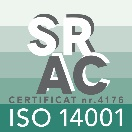 SR
AC
CERTIFICAT nr.4176
ISO 14001